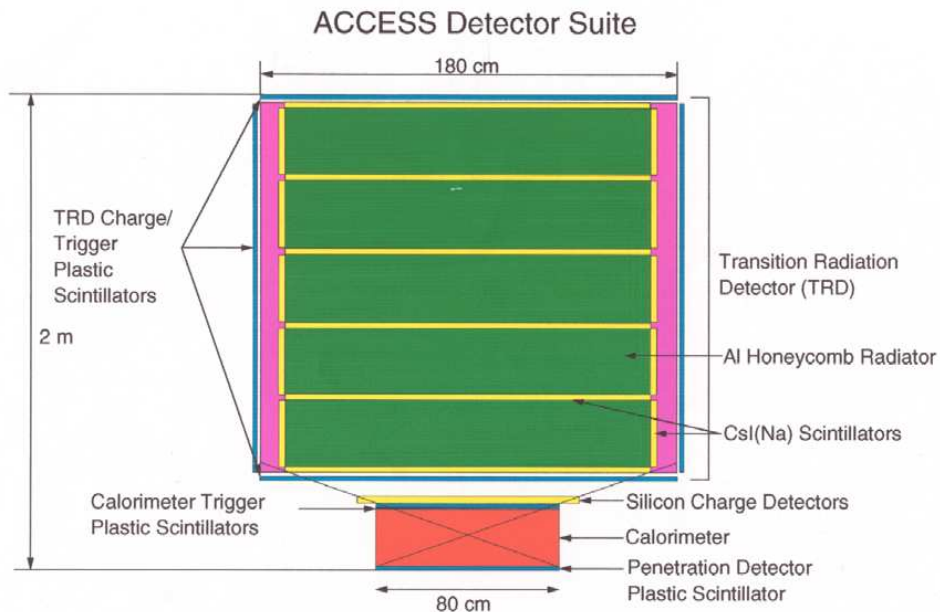 ACCESS Detector Suite
180 cm
TRD Charge/
Trigger
Plastic
Scintillators
2 m
Transition Radiation
Detector (TRD)
Al Honeycomb Radiator
CsI(Na) Scintillators
Calorimeter Trigger
Plastic Scintillators
Silicon Charge Detectors
Calorimeter
Penetration Detector
Plastic Scintillator
80 cm